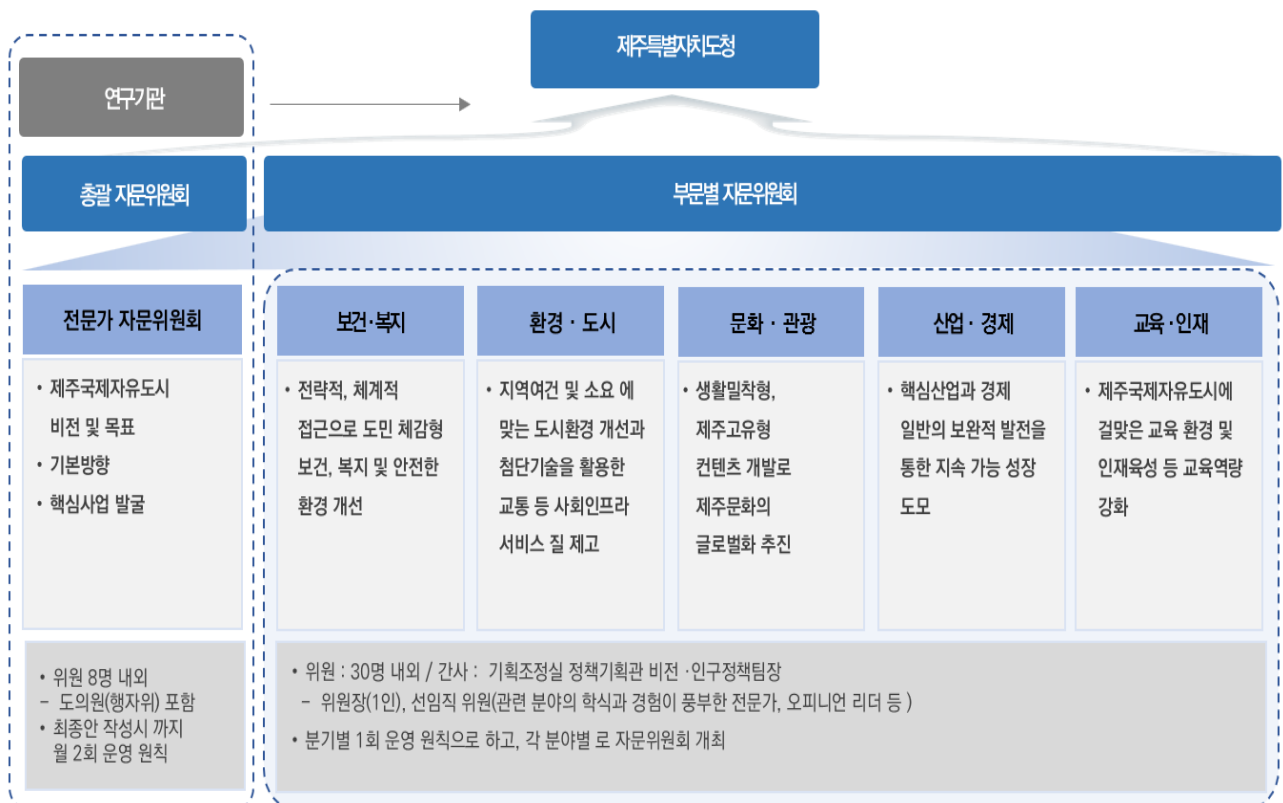 제주특별자치도청
연구기관
총괄 자문위원회
부문별 자문위원회
전문가 자문위원회
• 제주국제자유도시
비전 및 목표
• 기본방향
• 핵심사업 발굴
보건·복지
• 전략적, 체계적
접근으로 도민 체감형
보건, 복지 및 안전한
환경 개선
환경 · 도시
• 지역여건 및 소요 에
맞는 도시환경 개선과
첨단기술을 활용한
교통 등 사회인프라
서비스 질 제고
문화 · 관광
• 생활밀착형,
제주고유형
컨텐츠 개발로
제주문화의
글로벌화 추진
산업 · 경제
• 핵심산업과 경제
일반의 보완적 발전을
통한 지속 가능 성장
도모
교육 · 인재
• 제주국제자유도시에
걸맞은 교육 환경 및
인재육성 등 교육역량
강화
• 위원 8명 내외
– 도의원(행자위) 포함
• 최종안 작성시 까지
월 2회 운영 원칙
• 위원 : 30명 내외 / 간사 : 기획조정실 정책기획관 비전 ·인구정책팀장
– 위원장(1인), 선임직 위원(관련 분야의 학식과 경험이 풍부한 전문가, 오피니언 리더 등 )
• 분기별 1회 운영 원칙으로 하고, 각 분야별 로 자문위원회 개최